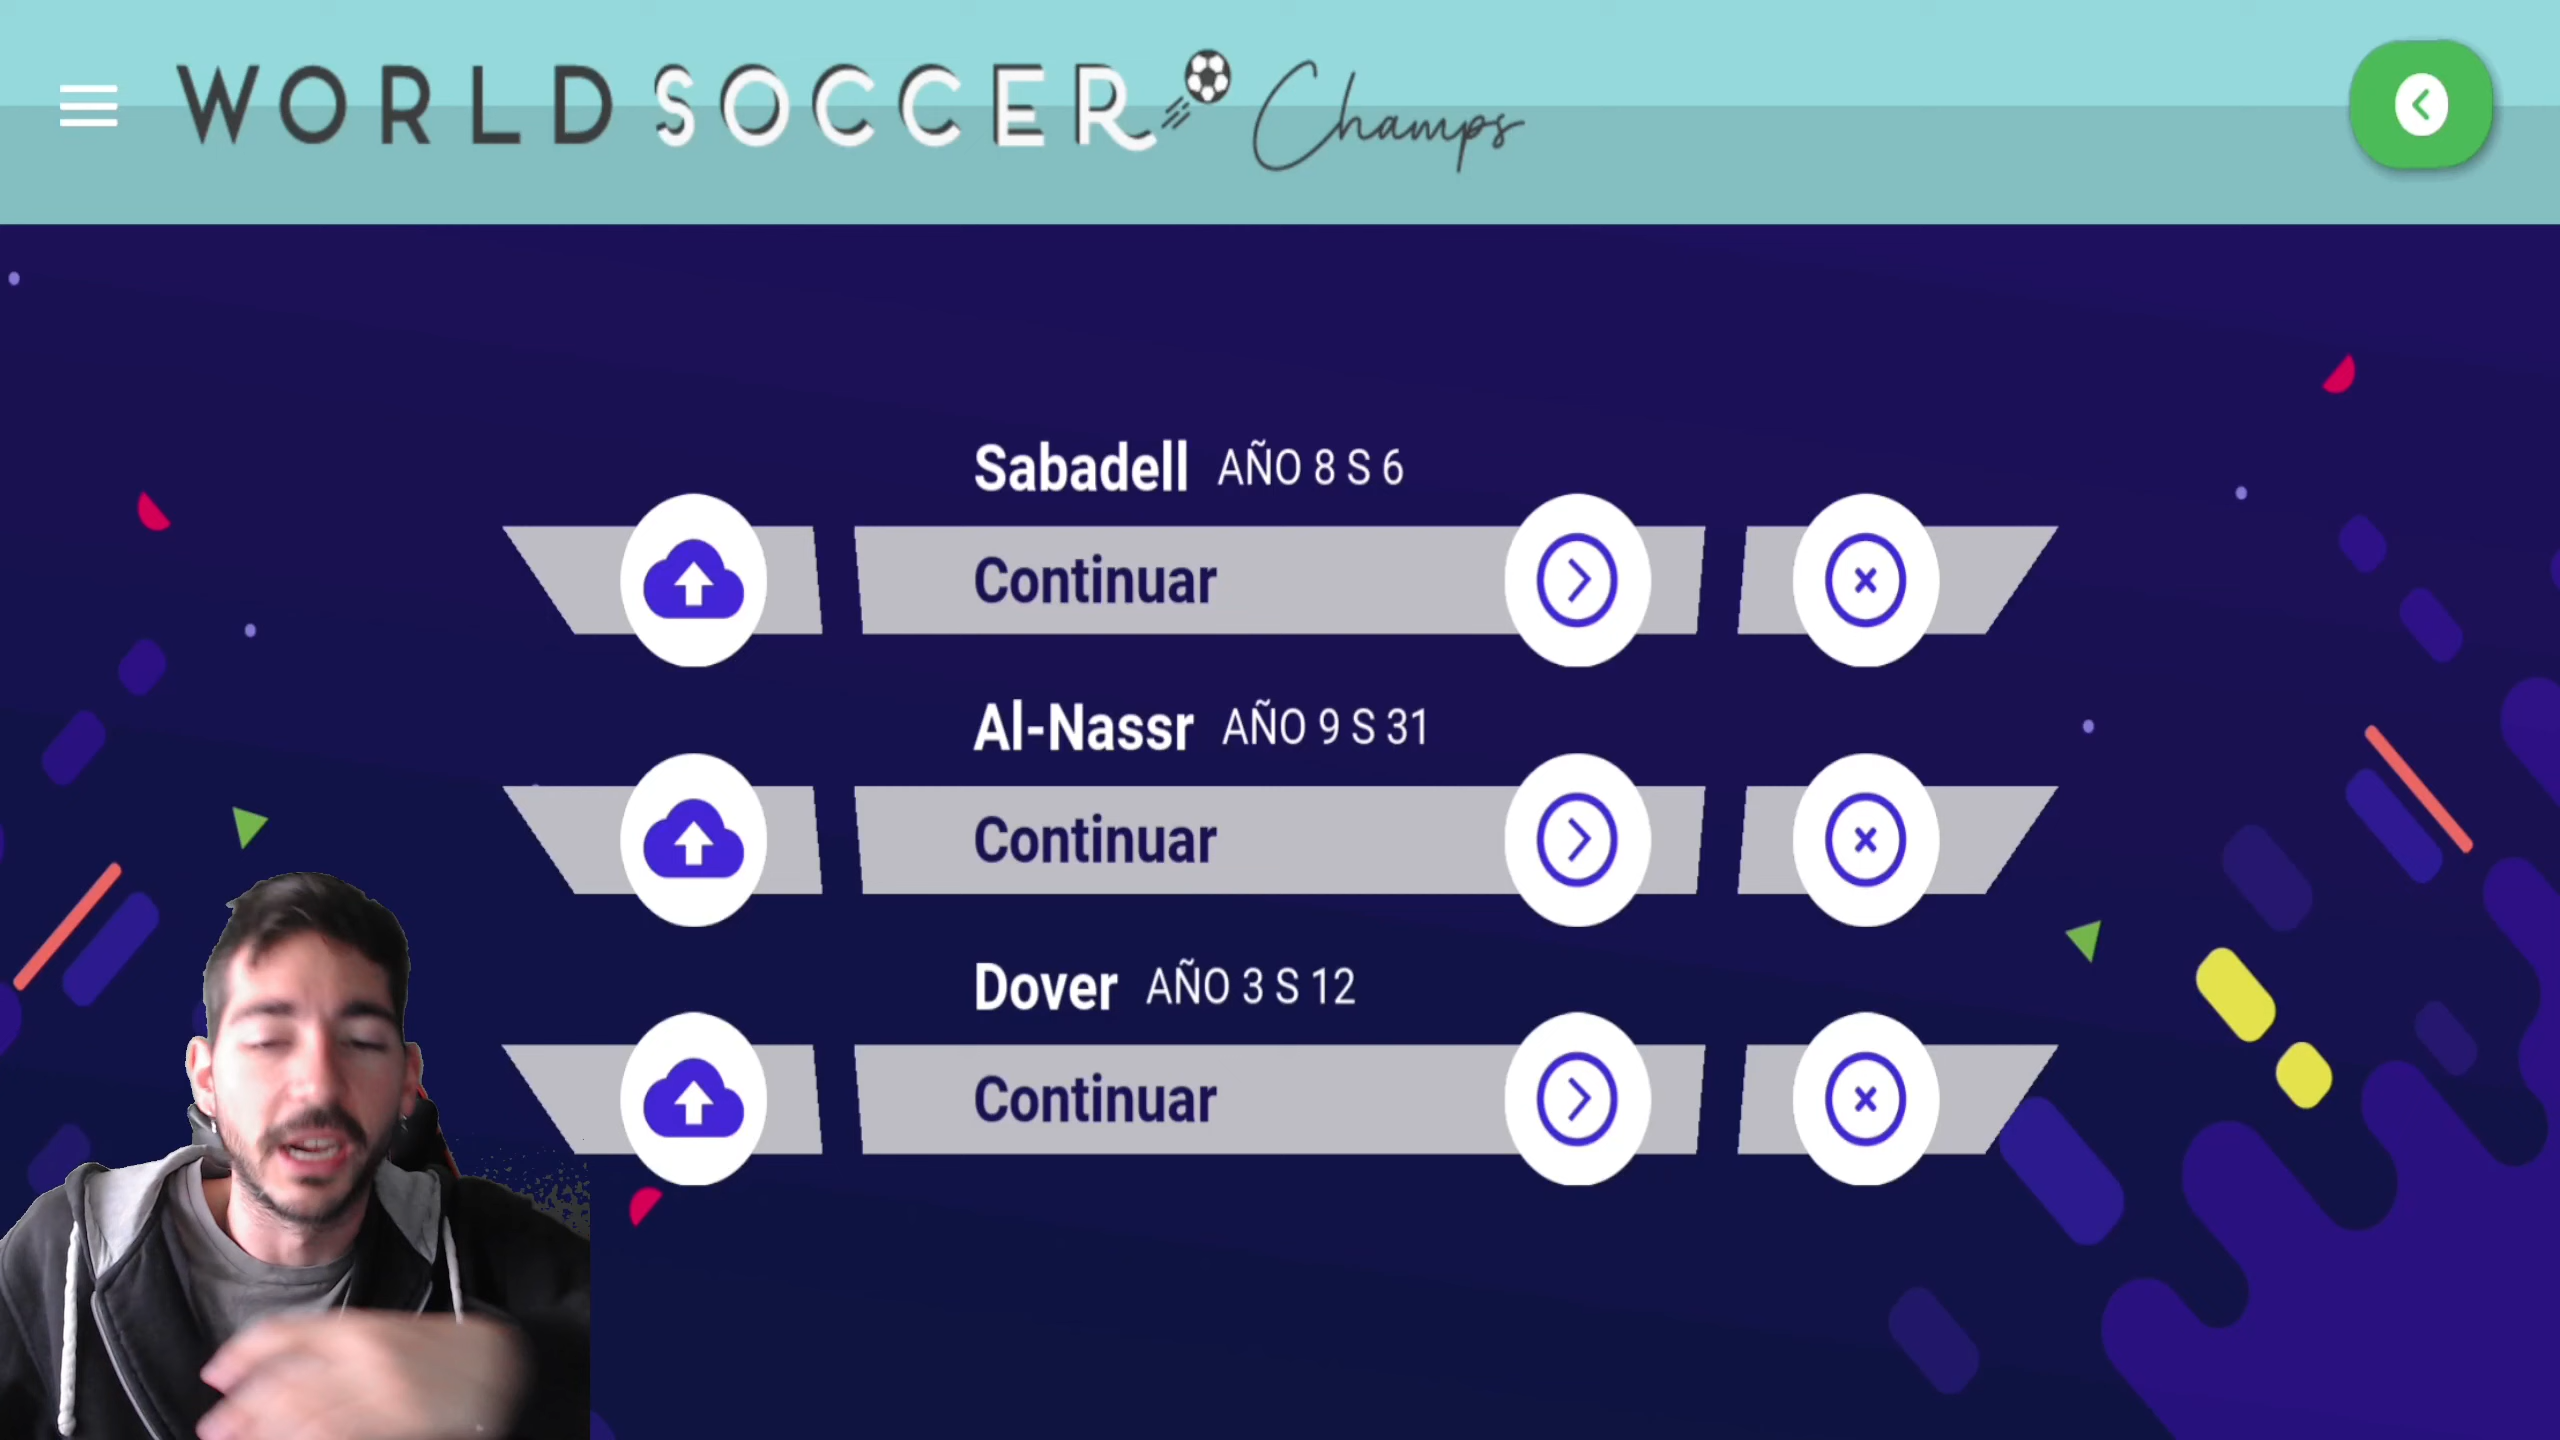 WORLD SOCCER Champs
Sabadell AÑO 8 S 6
Continuar
Al-Nassr AÑO 9 S 31
Continuar
Dover AÑO 3 S 12
Continuar